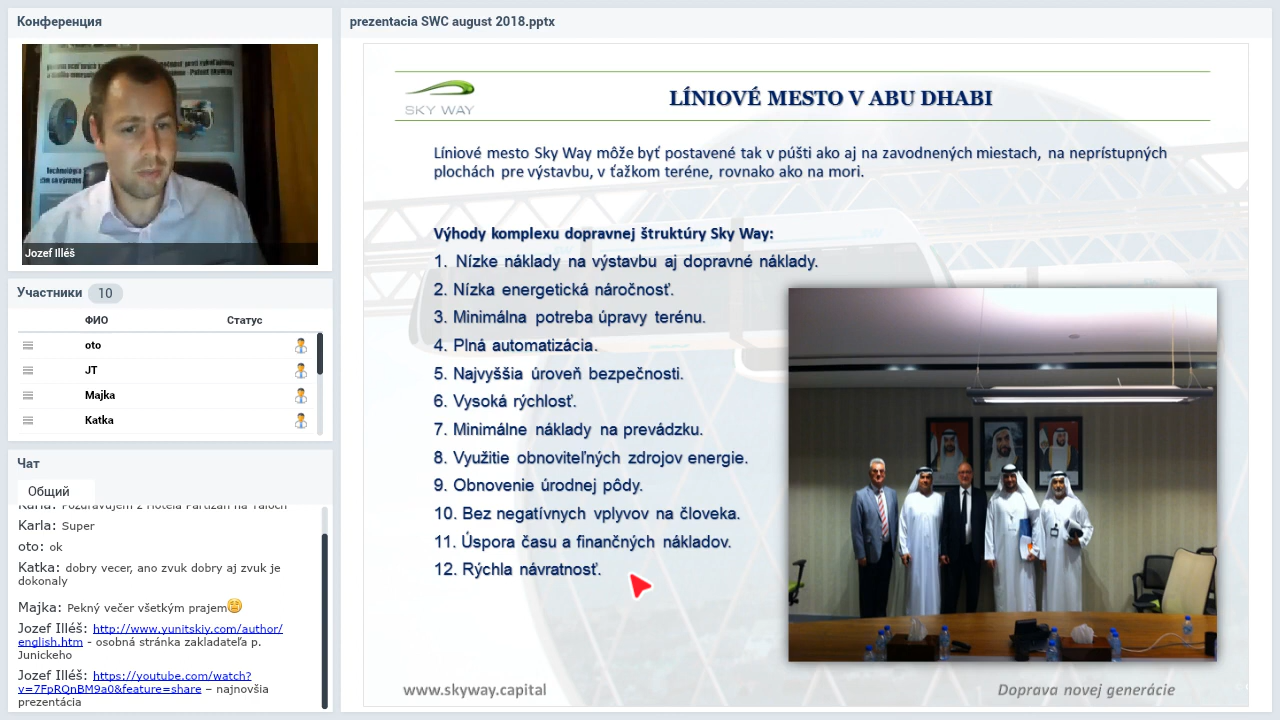 Конференция
Jozef Illéš
Участники 10
ФИО Статус
oto
JT
Majka
Katka
Чат
Общий
Karla: Super
oto: ok
Katka: dobry vecer, ano zvuk dobry aj zvuk je
dokonaly
Majka: Pekný večer všetkým prajem
Jozef Illéš: http://www.yunitskiy.com/author/
english.htm - osobná stránka zakladateľa p.
Junickeho
Jozef Illéš: https://youtube.com/watch?
v=7FpRQnBM9a0&feature=share – najnovšia
prezentácia
prezentacia SWC august 2018.pptx
SKY WAY
LÍNIOVÉ MESTO V ABU DHABI
Líniové mesto Sky Way môže byť postavené tak v púšti ako aj na zavodnených miestach, na neprístupných
plochách pre výstavbu, v ťažkom teréne, rovnako ako na mori.
Výhody komplexu dopravnej štruktúry Sky Way:
1. Nízke náklady na výstavbu aj dopravné náklady.
2. Nízka energetická náročnosť.
3. Minimálna potreba úpravy terénu.
4. Plná automatizácia.
5. Najvyššia úroveň bezpečnosti.
6. Vysoká rýchlosť.
7. Minimálne náklady na prevádzku.
8. Využitie obnoviteľných zdrojov energie.
9. Obnovenie úrodnej pôdy.
10. Bez negatívnych vplyvov na človeka.
11. Úspora času a finančných nákladov.
12. Rýchla návratnosť.
www.skyway.capital
Doprava novej generácie